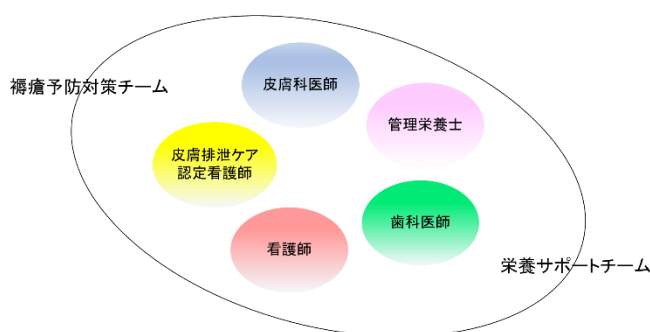 褥瘡予防対策チーム
皮膚科医師
管理栄養士
皮膚排泄ケア
認定看護師
歯科医師
看護師
栄養サポートチーム